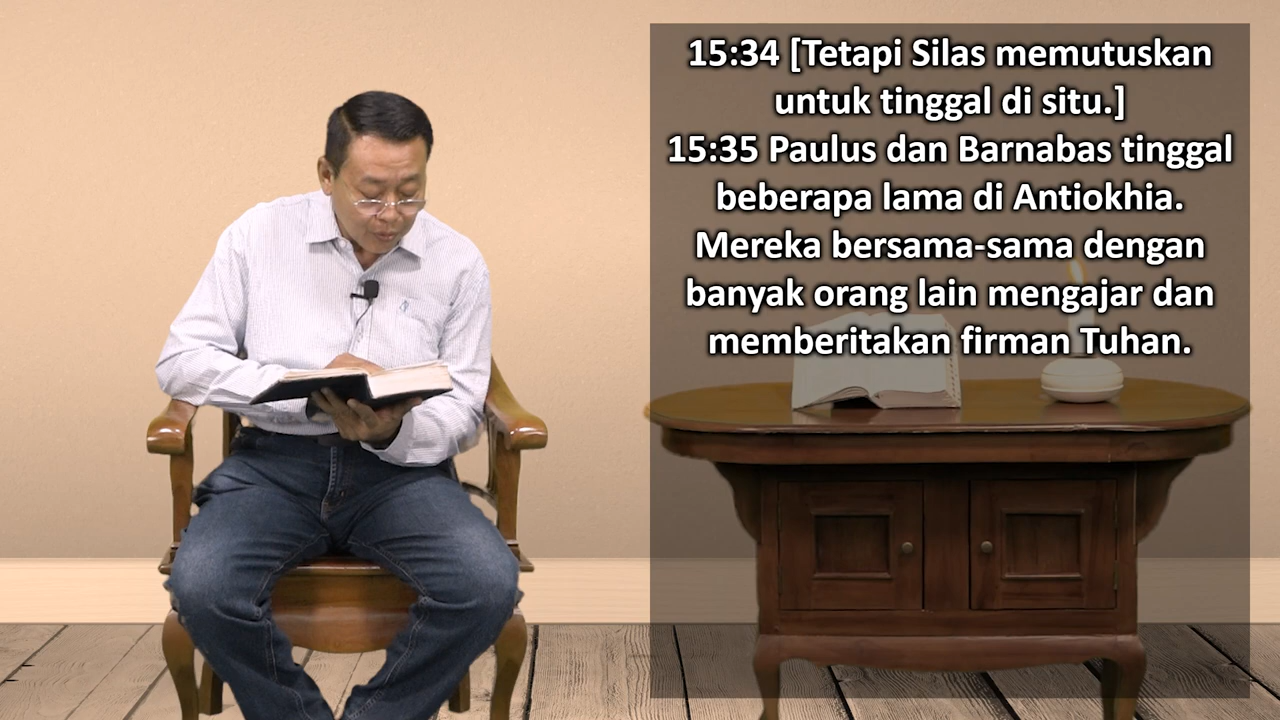 15:34 [Tetapi Silas memutuskan
untuk tinggal di situ.]
15:35 Paulus dan Barnabas tinggal
beberapa lama di Antiokhia.
Mereka bersama-sama dengan
banyak orang lain mengajar dan
memberitakan firman Tuhan.